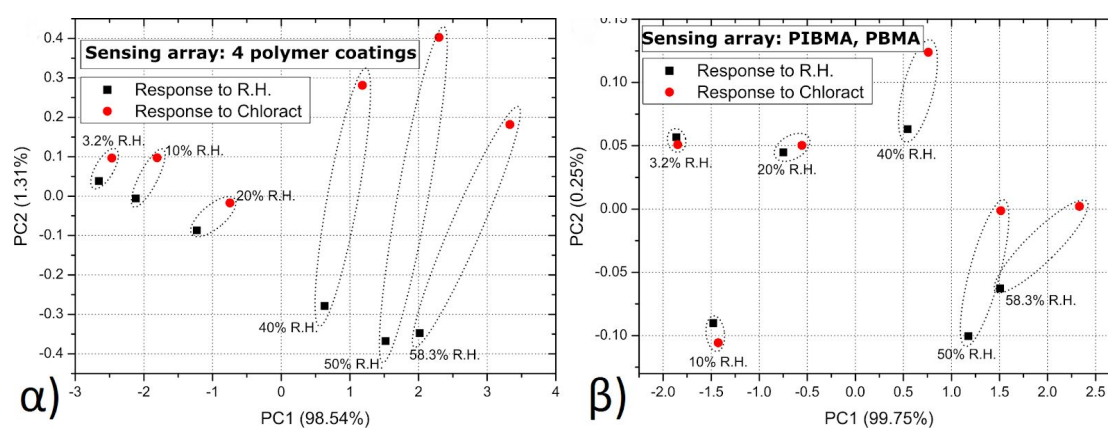 Sensing array: 4 polymer coatings
Response to R.H.
Response to Chloract
3.2% R.H.
10% R.H.
20% R.H.
40% R.H.
50% R.H.
58.3% R.H.
PC2 (1.31%)
0.4
0.3
0.2
0.1
0.0
-0.1
-0.2
-0.3
-0.4
-3
-2
-1
0
1
2
3
4
PC1 (98.54%)
α)
Sensing array: PIBMA, PBMA
Response to R.H.
Response to Chloract
3.2% R.H.
20% R.H.
40% R.H.
10% R.H.
50% R.H.
58.3% R.H.
PC2 (0.25%)
0.15
0.10
0.05
0.00
-0.05
-0.10
-2.0
-1.5
-1.0
-0.5
0.0
0.5
1.0
1.5
2.0
2.5
PC1 (99.75%)
β)